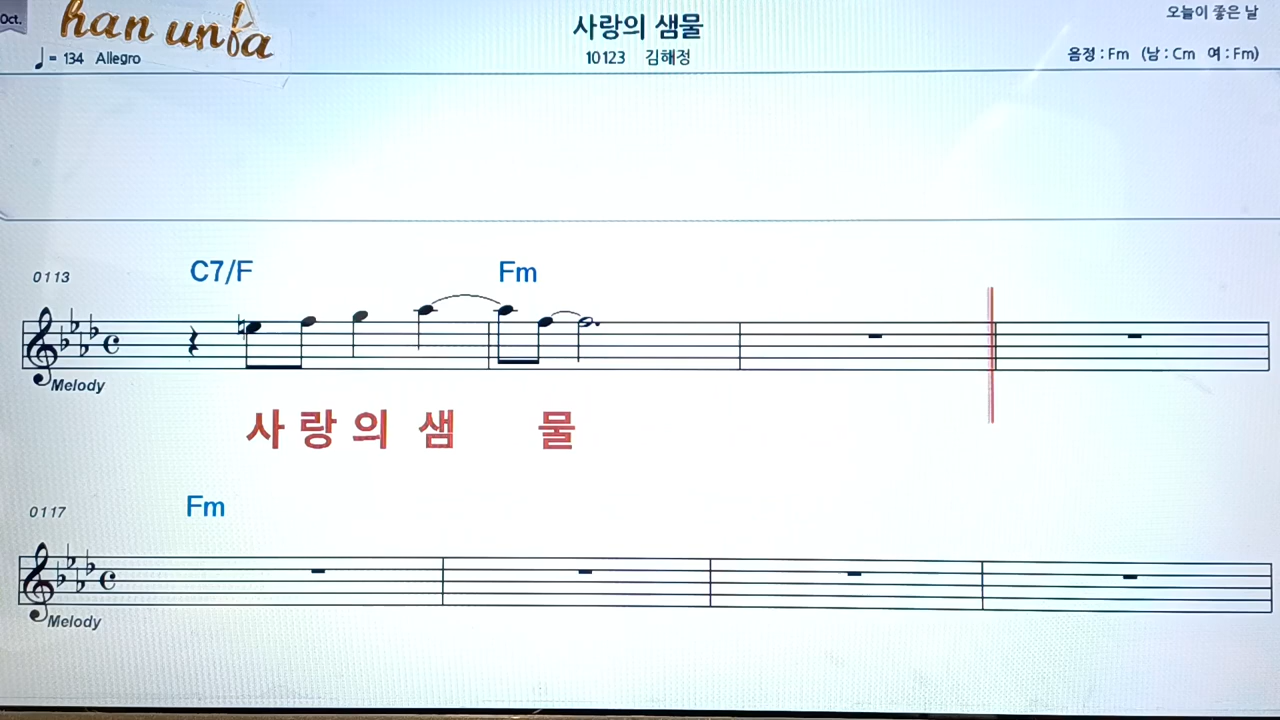 Oct.
han unfa
사랑의 샘물
오늘이 좋은 날
♩= 134 Allegro
10123 김해정
음정 : Fm (남 : Cm 여 : Fm)
0113
C7/F Fm
Melody
사 랑 의 샘 물
0117
Fm
Melody